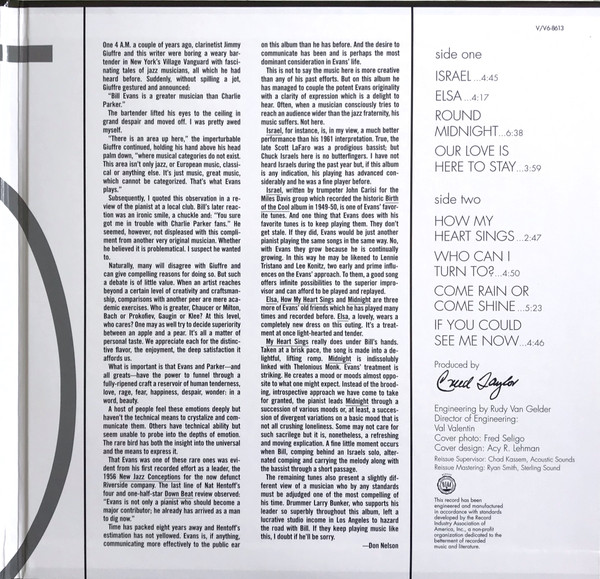 One 4 A.M. a couple of years ago, clarinetist Jimmy
Giuffre and this writer were boring a weary bar-
tender in New York's Village Vanguard with fasci-
nating tales of jazz musicians, all which he had
heard before. Suddenly, without spilling a jot,
Giuffre gestured and announced:
"Bill Evans is a greater musician than Charlie
Parker."
The bartender lifted his eyes to the ceiling in
grand despair and moved off. I was pretty awed
myself.
"There is an area up here," the imperturbable
Giuffre continued, holding his hand above his head
palm down, "where musical categories do not exist.
This area isn't only jazz, or European music, classi-
cal or anything else. It's just music, great music,
which cannot be categorized. That's what Evans
plays."
Subsequently, I quoted this observation in a re-
view of the pianist at a local club. Bill's later reac-
tion was an ironic smile, a chuckle and: "You sure
got me in trouble with Charlie Parker fans." He
seemed, however, not displeased with this compli-
ment from another very original musician. Whether
he believed it is problematical. I suspect he wanted
to.
Naturally, many will disagree with Giuffre and
can give compelling reasons for doing so. But such
a debate is of little value. When an artist reaches
beyond a certain level of creativity and craftsman-
ship, comparisons with another peer are mere aca-
demic exercises. Who is greater, Chaucer or Milton,
Bach or Prokofiev, Gaugin or Klee? At this level,
who cares? One may as well try to decide superiority
between an apple and a pear. It's all a matter of
personal taste. We appreciate each for the distinc-
tive flavor, the enjoyment, the deep satisfaction it
affords us.
What is important is that Evans and Parker—and
all greats—have the power to funnel through a
fully-ripened craft a reservoir of human tenderness,
love, rage, fear, happiness, despair, wonder: in a
word, beauty.
A host of people feel these emotions deeply but
haven't the technical means to crystalize and com-
municate them. Others have technical ability but
seem unable to probe into the depths of emotion.
The rare bird has both the insight into the universal
and the means to express it.
That Evans was one of these rare ones was evi-
dent from his first recorded effort as a leader, the
1956 New Jazz Conceptions for the now defunct
Riverside company. The last line of Nat Hentoff's
four and one-half-star Down Beat review observed:
"Evans is not only a pianist who should become a
major contributor; he already has arrived as a man
to dig now."
Time has packed eight years away and Hentoff's
estimation has not yellowed. Evans is, if anything,
communicating more effectively to the public ear
on this album than he has before. And the desire to
communicate has been and is perhaps the most
dominant consideration in Evans' life.
This is not to say the music here is more creative
than any of his past efforts. But on this album he
has managed to couple the potent Evans originality
with a clarity of expression which is a delight to
hear. Often, when a musician consciously tries to
reach an audience wider than the jazz fraternity, his
music suffers. Not here.
Israel, for instance, is, in my view, a much better
performance than his 1961 interpretation. True, the
late Scott LaFaro was a prodigious bassist; but
Chuck Israels here is no butterfingers. I have not
heard Israels during the past year but, if this album
is any indication, his playing has advanced con-
siderably and he was a fine player before.
Israel, written by trumpeter John Carisi for the
Miles Davis group which recorded the historic Birth
of the Cool album in 1949-50, is one of Evans' favor-
ite tunes. And one thing that Evans does with his
favorite tunes is to keep playing them. They don't
get stale. If they did, Evans would be just another
pianist playing the same songs in the same way. No,
with Evans they grow because he is continually
growing. In this way he may be likened to Lennie
Tristano and Lee Konitz, two early and prime influ-
ences on the Evans' approach. To them, a good song
offers infinite possibilities to the superior impro-
visor and can afford to be played and replayed.
Elsa, How My Heart Sings and Midnight are three
more of Evans' old friends which he has played many
times and recorded before. Elsa, a lovely, wears a
completely new dress on this outing. It's a treat-
ment at once light-hearted and tender.
My Heart Sings really does under Bill's hands.
Taken at a brisk pace, the song is made into a de-
lightful, lifting romp. Midnight is indissolubly
linked with Thelonious Monk. Evans' treatment is
striking. He creates a mood or moods almost oppo-
site to what one might expect. Instead of the brood-
ing, introspective approach we have come to take
for granted, the pianist leads Midnight through a
succession of various moods or, at least, a succes-
sion of divergent variations on a basic mood that is
not all crushing loneliness. Some may not care for
such sacrilege but it is, nonetheless, a refreshing
and moving explication. A fine little moment occurs
when Bill, comping behind an Israels solo, alter-
nated comping and carrying the melody along with
the bassist through a short passage.
The remaining tunes also present a slightly dif-
ferent view of a musician who by any standards
must be adjudged one of the most compelling of
his time. Drummer Larry Bunker, who supports his
leader so superbly throughout this album, left a
lucrative studio income in Los Angeles to hazard
the road with Bill. If they keep playing music like
this, I doubt if he'll be sorry.
—Don Nelson
V/V6-8613
side one
ISRAEL...4:45
ELSA...4:17
ROUND
MIDNIGHT...6:38
OUR LOVE IS
HERE TO STAY...3:59
side two
HOW MY
HEART SINGS...2:47
WHO CAN I
TURN TO?...4:50
COME RAIN OR
COME SHINE...5:23
IF YOU COULD
SEE ME NOW...4:46
Produced by
Creed Taylor
Engineering by Rudy Van Gelder
Director of Engineering:
Val Valentin
Cover photo: Fred Seligo
Cover design: Acy R. Lehman
Reissue Supervisor: Chad Kassem, Acoustic Sounds
Reissue Mastering: Ryan Smith, Sterling Sound
This record has been
engineered and manufactured
in accordance with standards
developed by the Record
Industry Association of
America, Inc., a non-profit
organization dedicated to the
betterment of recorded
music and literature.